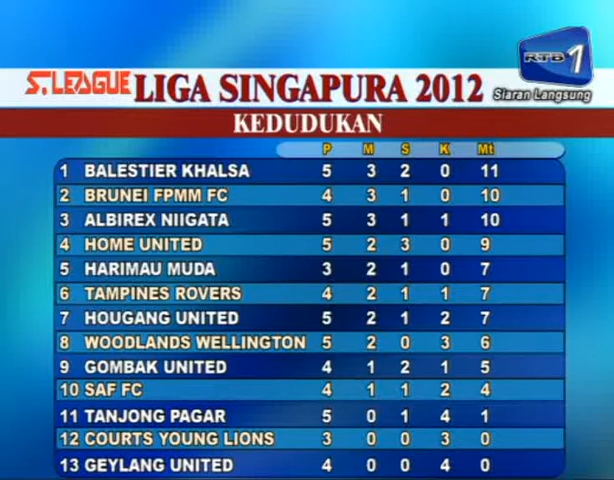 S.LEAGUE LIGA SINGAPURA 2012
RTB 1
Siaran Langsung
KEDUDUKAN
P M S K Mt
1 BALESTIER KHALSA 5 3 2 0 11
2 BRUNEI FPMM FC 4 3 1 0 10
3 ALBIREX NIIGATA 5 3 1 1 10
4 HOME UNITED 5 2 3 0 9
5 HARIMAU MUDA 3 2 1 0 7
6 TAMPINES ROVERS 4 2 1 1 7
7 HOUGANG UNITED 5 2 1 2 7
8 WOODLANDS WELLINGTON 5 2 0 3 6
9 GOMBAK UNITED 4 1 2 1 5
10 SAF FC 4 1 1 2 4
11 TANJONG PAGAR 5 0 1 4 1
12 COURTS YOUNG LIONS 3 0 0 3 0
13 GEYLANG UNITED 4 0 0 4 0